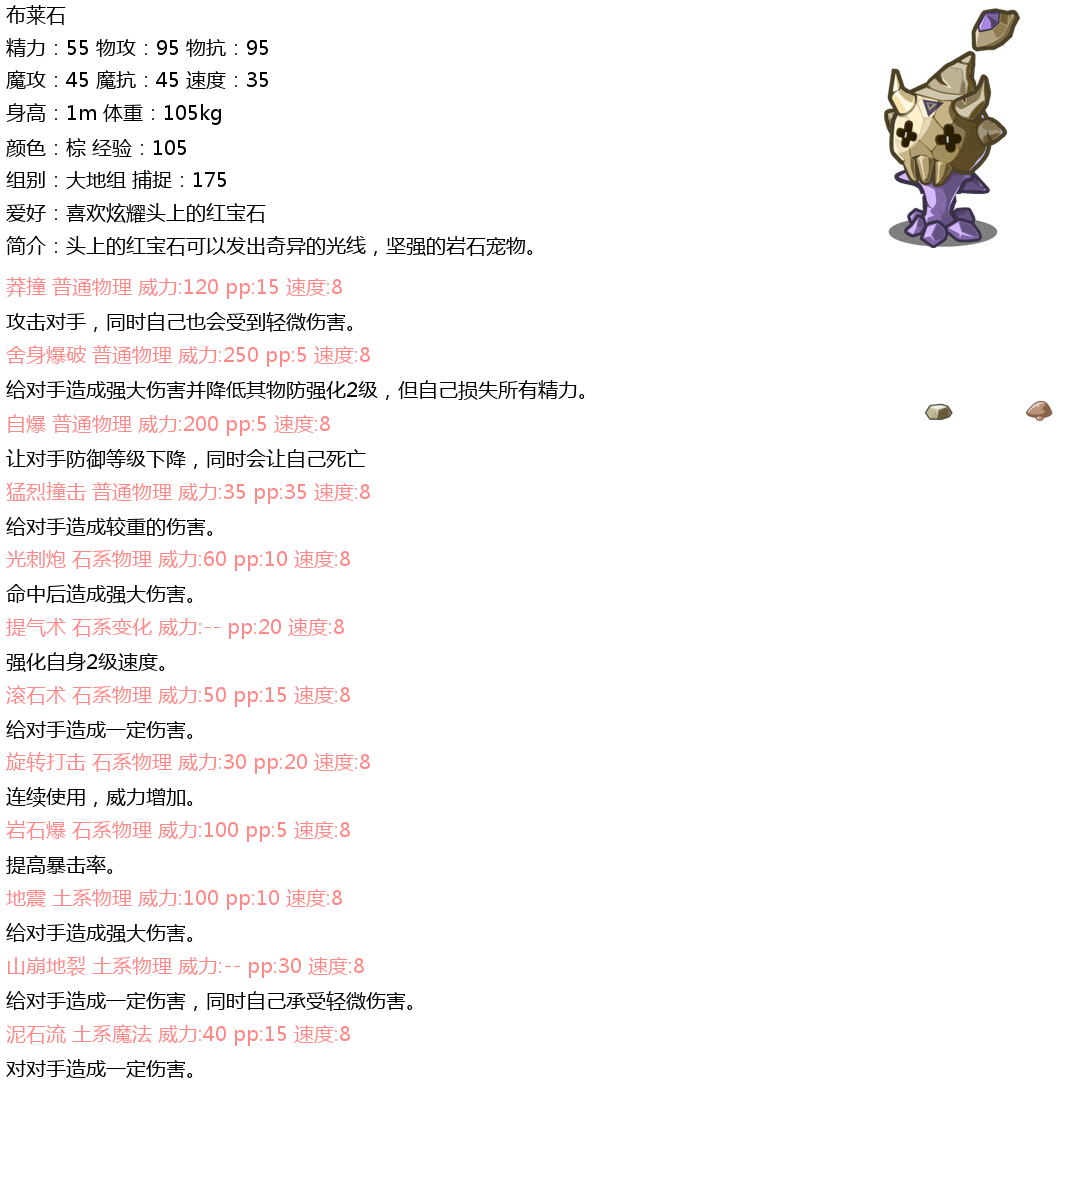 布莱石
精力：55 物攻：95 物抗：95
魔攻：45 魔抗：45 速度：35
身高：1m 体重：105kg
颜色：棕 经验：105
组别：大地组 捕捉：175
爱好：喜欢炫耀头上的红宝石
简介：头上的红宝石可以发出奇异的光线，坚强的岩石宠物。
莽撞 普通物理 威力:120 pp:15 速度:8
攻击对手，同时自己也会受到轻微伤害。
舍身爆破 普通物理 威力:250 pp:5 速度:8
给对手造成强大伤害并降低其物防强化2级，但自己损失所有精力。
自爆 普通物理 威力:200 pp:5 速度:8
让对手防御等级下降，同时会让自己死亡
猛烈撞击 普通物理 威力:35 pp:35 速度:8
给对手造成较重的伤害。
光刺炮 石系物理 威力:60 pp:10 速度:8
命中后造成强大伤害。
提气术 石系变化 威力:-- pp:20 速度:8
强化自身2级速度。
滚石术 石系物理 威力:50 pp:15 速度:8
给对手造成一定伤害。
旋转打击 石系物理 威力:30 pp:20 速度:8
连续使用，威力增加。
岩石爆 石系物理 威力:100 pp:5 速度:8
提高暴击率。
地震 土系物理 威力:100 pp:10 速度:8
给对手造成强大伤害。
山崩地裂 土系物理 威力:-- pp:30 速度:8
给对手造成一定伤害，同时自己承受轻微伤害。
泥石流 土系魔法 威力:40 pp:15 速度:8
对对手造成一定伤害。